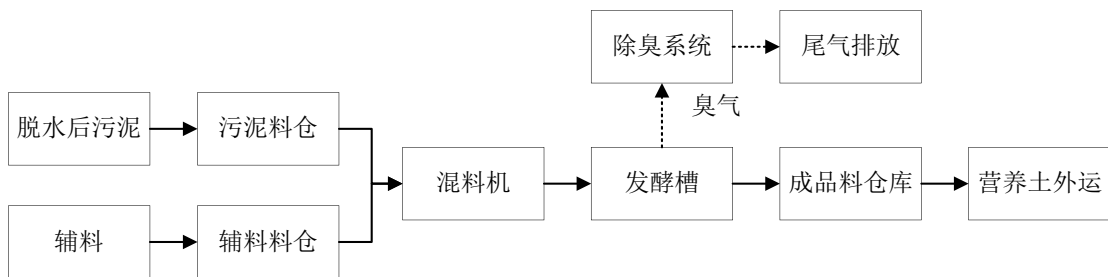 除臭系统
尾气排放
臭气
脱水后污泥
污泥料仓
混料机
发酵槽
成品料仓库
营养土外运
辅料
辅料料仓